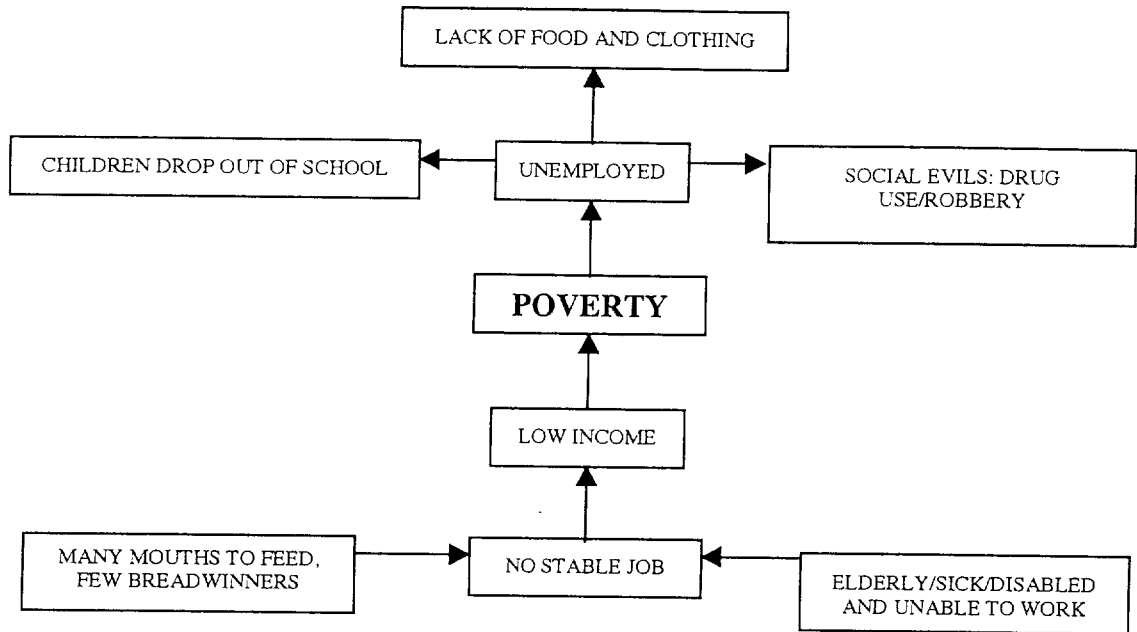 LACK OF FOOD AND CLOTHING
CHILDREN DROP OUT OF SCHOOL
UNEMPLOYED
SOCIAL EVILS: DRUG
USE/ROBBERY
POVERTY
LOW INCOME
MANY MOUTHS TO FEED,
FEW BREADWINNERS
NO STABLE JOB
ELDERLY/SICK/DISABLED
AND UNABLE TO WORK